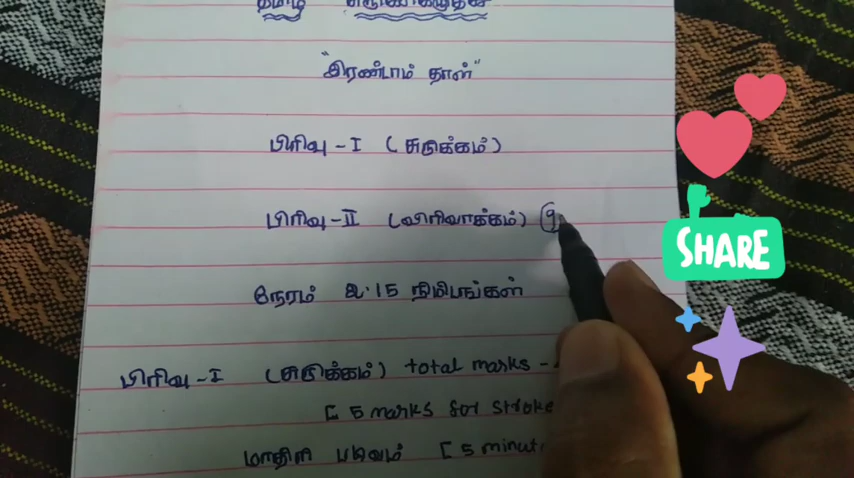 தமிழ் சுருக்கெழுத்து
"இரண்டாம் தாள்"
பிரிவு - I (சுருக்கம்)
பிரிவு - II (விரிவாக்கம்)
நேரம் 2.15 நிமிடங்கள்
பிரிவு - I (சுருக்கம்) total marks -
[ 5 marks for stroke
மாதிரி படிவம் [ 5 minut
SHARE